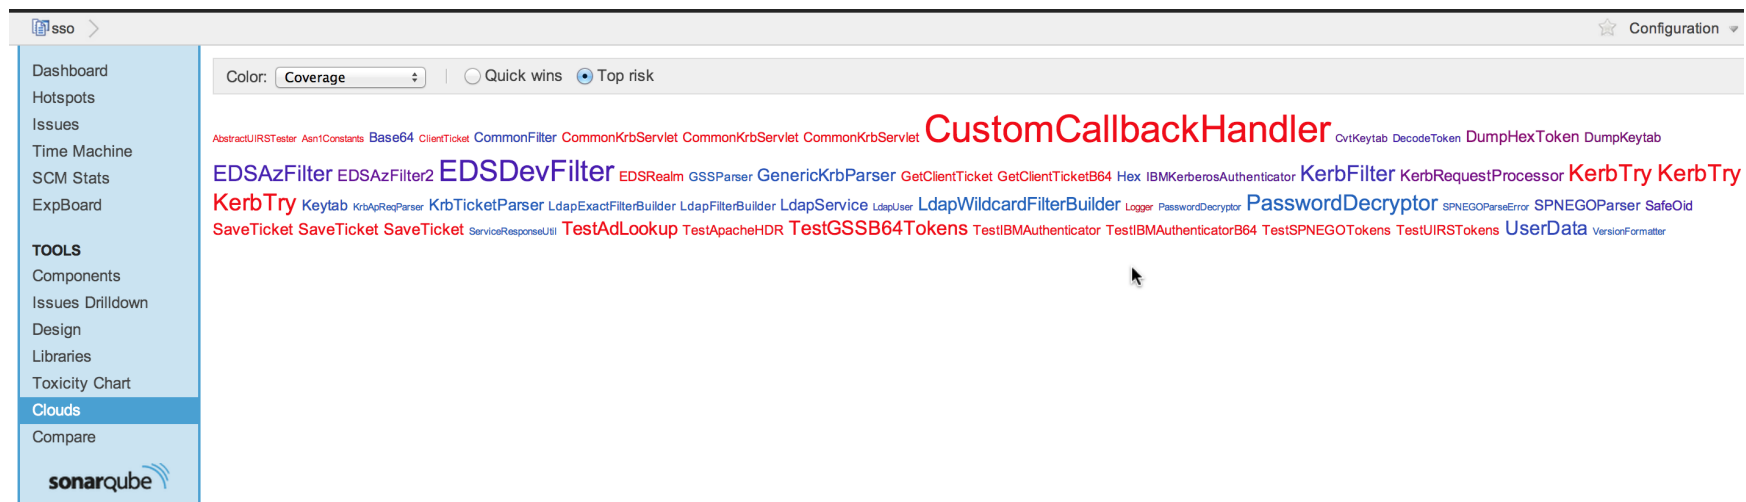 sso
Configuration
Dashboard
Hotspots
Issues
Time Machine
SCM Stats
ExpBoard
TOOLS
Components
Issues Drilldown
Design
Libraries
Toxicity Chart
Clouds
Compare
sonarqube
Color: Coverage Quick wins Top risk
AbstractUIRSTester Asn1Constants Base64 ClientTicket CommonFilter CommonKrbServlet CommonKrbServlet CommonKrbServlet CustomCallbackHandler CvtKeytab DecodeToken DumpHexToken DumpKeytab
EDSAzFilter EDSAzFilter2 EDSDevFilter EDSRealm GSSParser GenericKrbParser GetClientTicket GetClientTicketB64 Hex IBMKerberosAuthenticator KerbFilter KerbRequestProcessor KerbTry KerbTry
KerbTry Keytab KrbApReqParser KrbTicketParser LdapExactFilterBuilder LdapFilterBuilder LdapService LdapUser LdapWildcardFilterBuilder Logger PasswordDecryptor PasswordDecryptor SPNEGOParseError SPNEGOParser SafeOid
SaveTicket SaveTicket SaveTicket ServiceResponseUtil TestAdLookup TestApacheHDR TestGSSB64Tokens TestIBMAuthenticator TestIBMAuthenticatorB64 TestSPNEGOTokens TestUIRSTokens UserData VersionFormatter